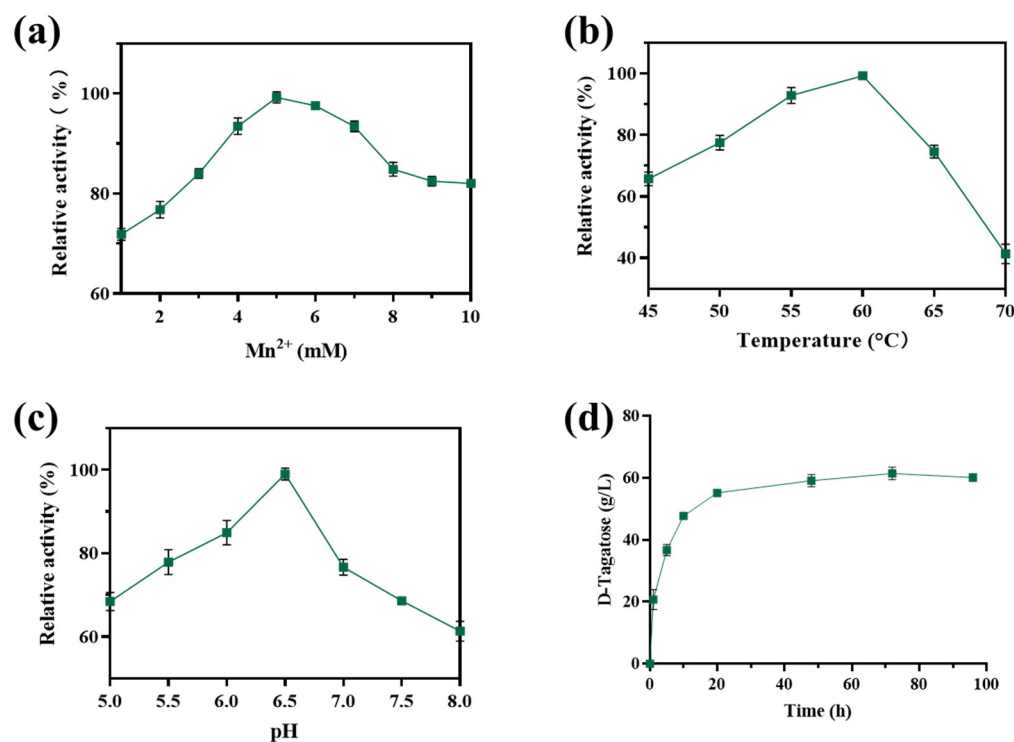 (a)
Relative activity ( %)
100
80
60
2 4 6 8 10
Mn²⁺ (mM)
(b)
Relative activity (%)
100
80
60
40
45 50 55 60 65 70
Temperature (°C)
(c)
Relative activity (%)
100
80
60
5.0 5.5 6.0 6.5 7.0 7.5 8.0
pH
(d)
D-Tagatose (g/L)
80
60
40
20
0
0 20 40 60 80 100
Time (h)